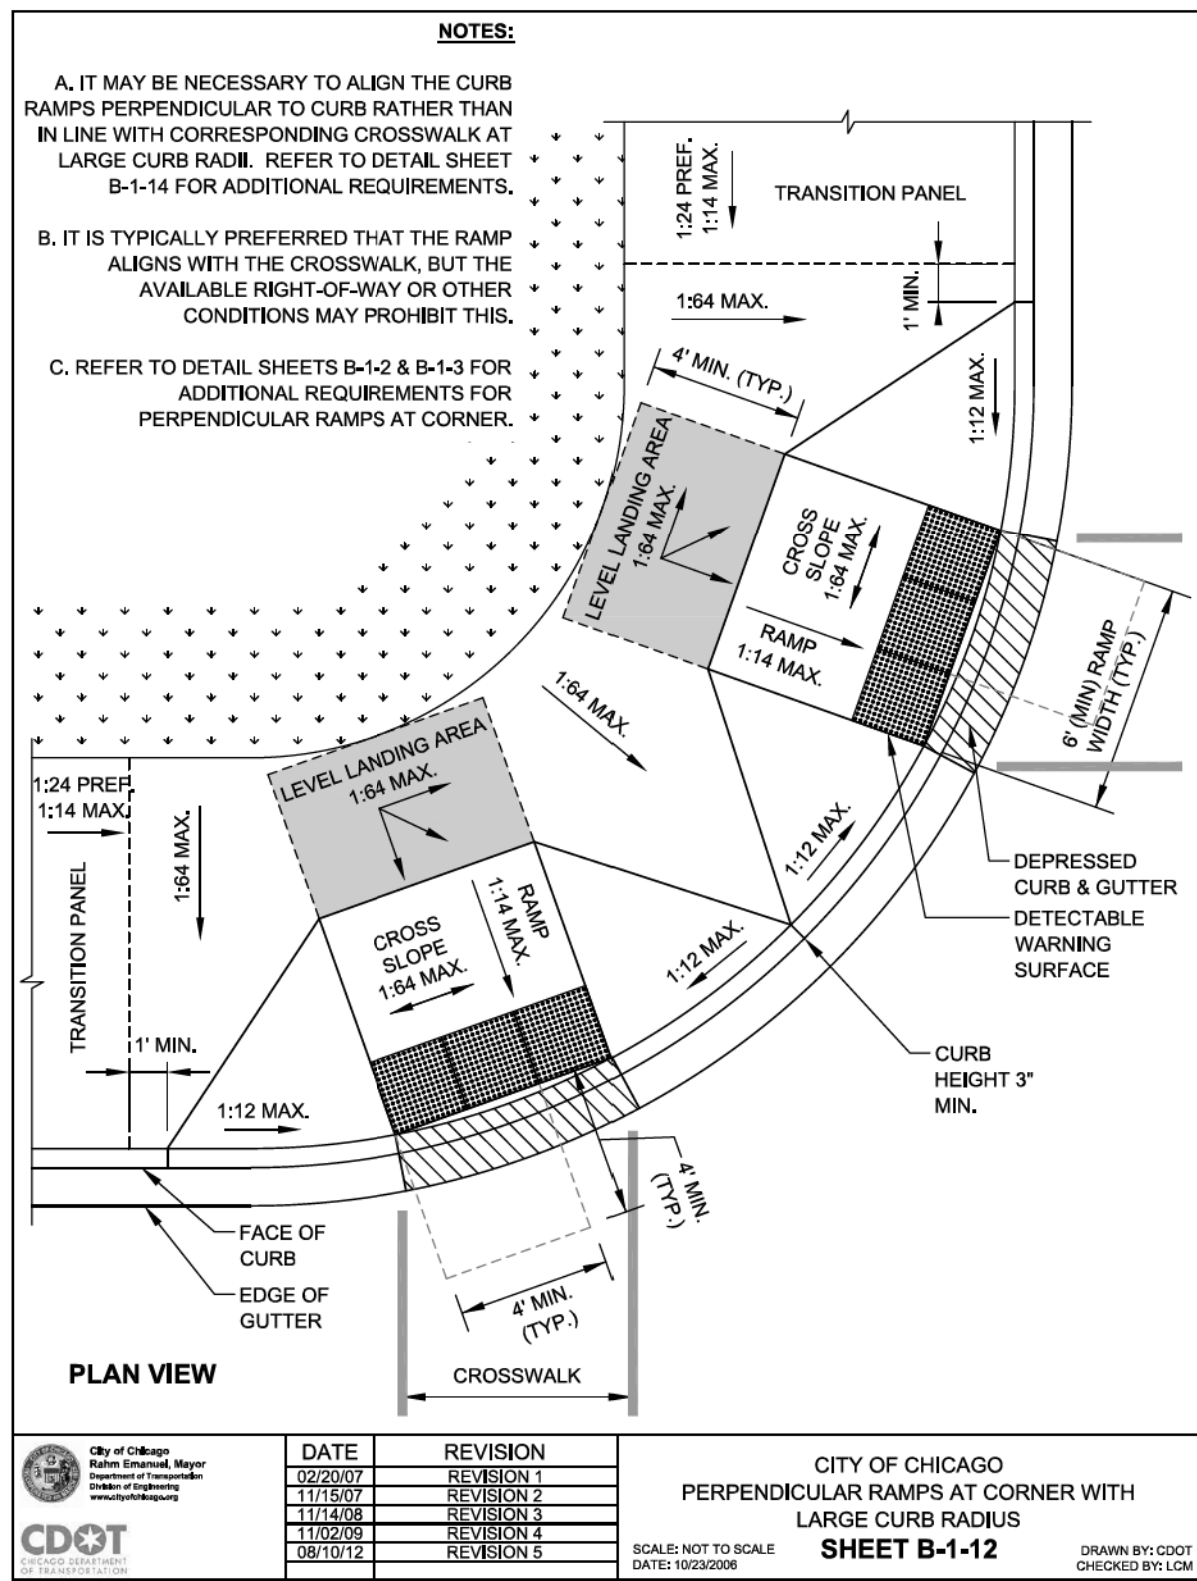 NOTES:
A. IT MAY BE NECESSARY TO ALIGN THE CURB
RAMPS PERPENDICULAR TO CURB RATHER THAN
IN LINE WITH CORRESPONDING CROSSWALK AT
LARGE CURB RADII. REFER TO DETAIL SHEET
B-1-14 FOR ADDITIONAL REQUIREMENTS.
B. IT IS TYPICALLY PREFERRED THAT THE RAMP
ALIGNS WITH THE CROSSWALK, BUT THE
AVAILABLE RIGHT-OF-WAY OR OTHER
CONDITIONS MAY PROHIBIT THIS.
C. REFER TO DETAIL SHEETS B-1-2 & B-1-3 FOR
ADDITIONAL REQUIREMENTS FOR
PERPENDICULAR RAMPS AT CORNER.
1:24 PREF.
1:14 MAX.
TRANSITION PANEL
1:64 MAX.
1' MIN.
4' MIN. (TYP.)
1:12 MAX.
LEVEL LANDING AREA
1:64 MAX.
CROSS
SLOPE
1:64 MAX.
RAMP
1:14 MAX.
6' (MIN) RAMP
WIDTH (TYP.)
1:64 MAX.
LEVEL LANDING AREA
1:64 MAX.
1:24 PREF.
1:14 MAX.
1:64 MAX.
TRANSITION PANEL
1' MIN.
CROSS
SLOPE
1:64 MAX.
RAMP
1:14 MAX.
1:12 MAX.
1:12 MAX.
1:12 MAX.
DEPRESSED
CURB & GUTTER
DETECTABLE
WARNING
SURFACE
CURB
HEIGHT 3"
MIN.
4' MIN.
(TYP.)
4' MIN.
(TYP.)
FACE OF
CURB
EDGE OF
GUTTER
CROSSWALK
PLAN VIEW
City of Chicago
Rahm Emanuel, Mayor
Department of Transportation
Division of Engineering
www.cityofchicago.org
CDOT
CHICAGO DEPARTMENT
OF TRANSPORTATION
DATE REVISION
02/20/07 REVISION 1
11/15/07 REVISION 2
11/14/08 REVISION 3
11/02/09 REVISION 4
08/10/12 REVISION 5
CITY OF CHICAGO
PERPENDICULAR RAMPS AT CORNER WITH
LARGE CURB RADIUS
SHEET B-1-12
SCALE: NOT TO SCALE
DATE: 10/23/2006
DRAWN BY: CDOT
CHECKED BY: LCM